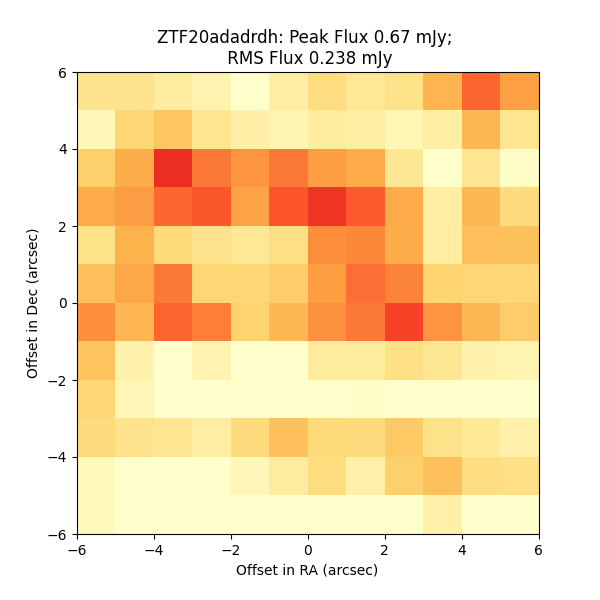 ZTF20adadrdh: Peak Flux 0.67 mJy;
RMS Flux 0.238 mJy
6
4
2
0
−2
−4
−6
Offset in Dec (arcsec)
−6 −4 −2 0 2 4 6
Offset in RA (arcsec)